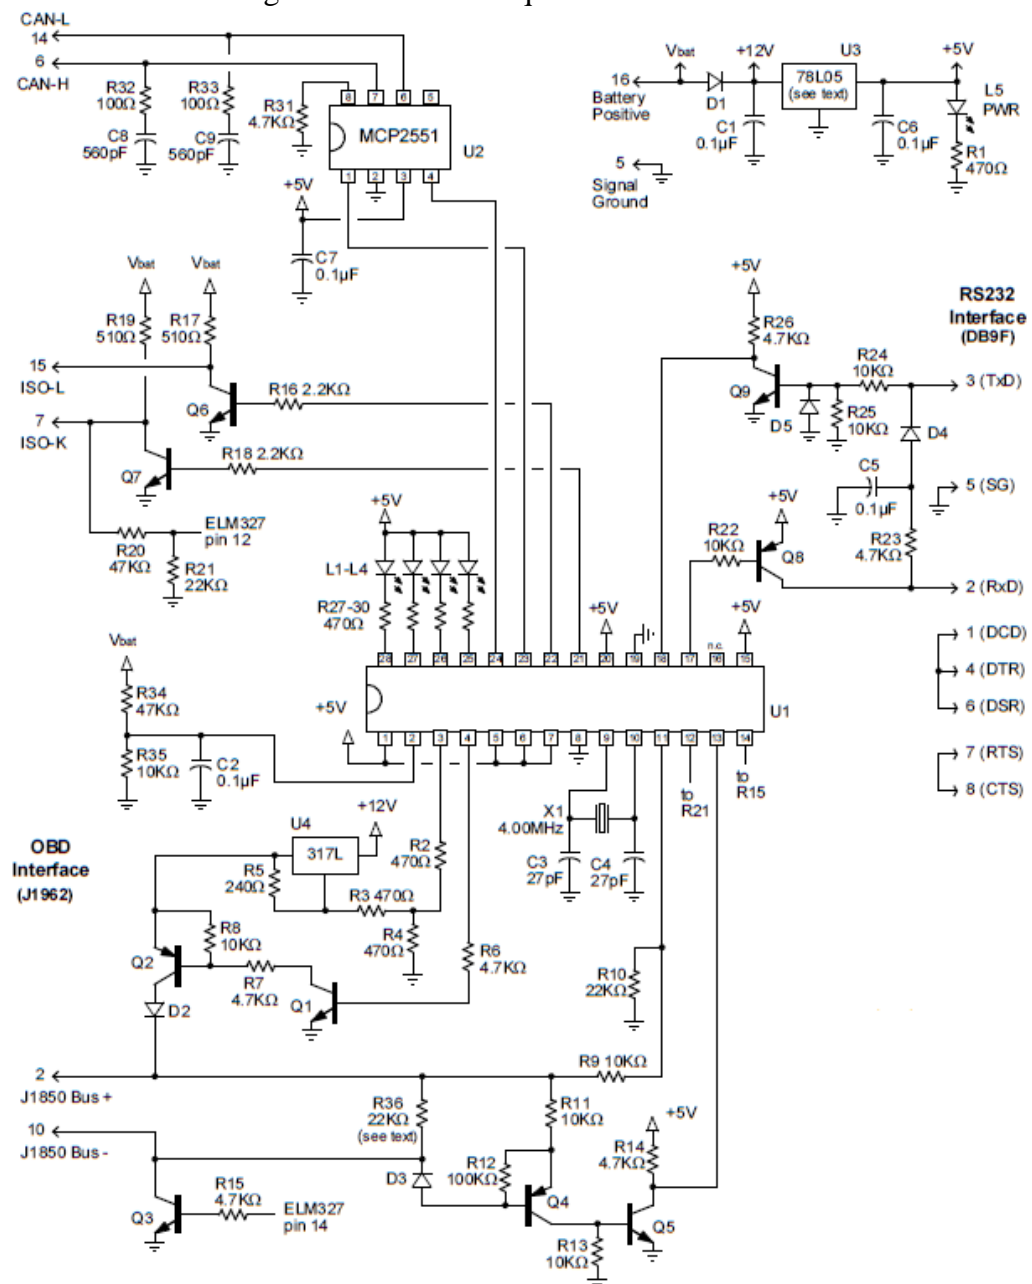 CAN-L
14
6
CAN-H
R32
100Ω
R33
100Ω
C8
560pF
C9
560pF
R31
4.7KΩ
8
7
6
5
MCP2551
U2
1
2
3
4
+5V
C7
0.1µF
Vbat
+12V
U3
+5V
16
Battery
Positive
D1
78L05
(see text)
C1
0.1µF
C6
0.1µF
L5
PWR
R1
470Ω
5
Signal
Ground
Vbat
Vbat
R19
510Ω
R17
510Ω
15
ISO-L
7
ISO-K
Q6
R16 2.2KΩ
Q7
R18 2.2KΩ
R20
47KΩ
ELM327
pin 12
R21
22KΩ
+5V
R26
4.7KΩ
RS232
Interface
(DB9F)
Q9
R24
10KΩ
3 (TxD)
D5
R25
10KΩ
D4
C5
0.1µF
5 (SG)
+5V
R22
10KΩ
Q8
R23
4.7KΩ
2 (RxD)
1 (DCD)
4 (DTR)
6 (DSR)
7 (RTS)
8 (CTS)
+5V
L1-L4
R27-30
470Ω
+5V
+5V
n.c.
28
27
26
25
24
23
22
21
20
19
18
17
16
15
U1
+5V
1
2
3
4
5
6
7
8
9
10
11
12
13
14
to
R21
to
R15
Vbat
R34
47KΩ
R35
10KΩ
C2
0.1µF
X1
4.00MHz
C3
27pF
C4
27pF
OBD
Interface
(J1962)
U4
317L
+12V
R5
240Ω
R2
470Ω
R3 470Ω
R4
470Ω
R8
10KΩ
Q2
R7
4.7KΩ
Q1
R6
4.7KΩ
D2
R10
22KΩ
2
J1850 Bus +
R9 10KΩ
R36
22KΩ
(see text)
R11
10KΩ
10
J1850 Bus -
D3
R12
100KΩ
Q4
R14
4.7KΩ
+5V
Q5
R13
10KΩ
Q3
R15
4.7KΩ
ELM327
pin 14